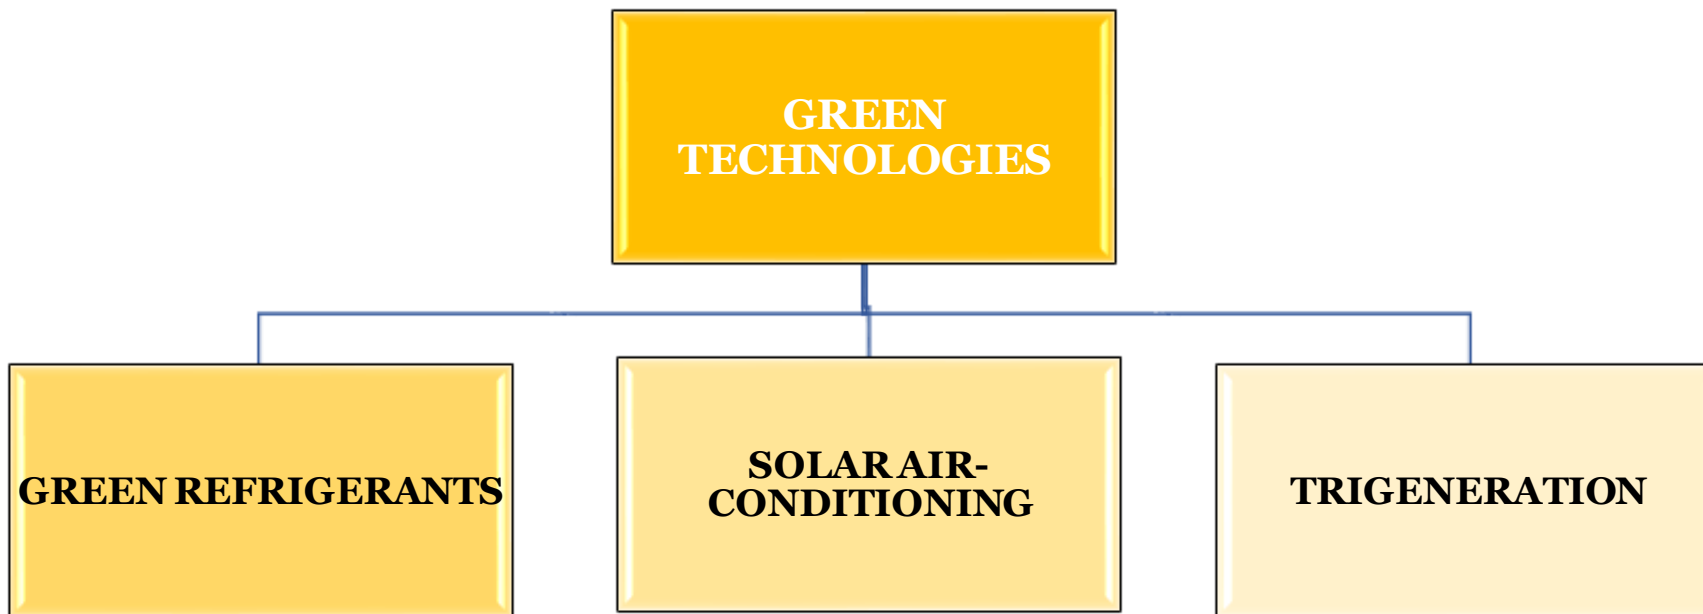 GREEN
TECHNOLOGIES
GREEN REFRIGERANTS
SOLAR AIR-
CONDITIONING
TRIGENERATION